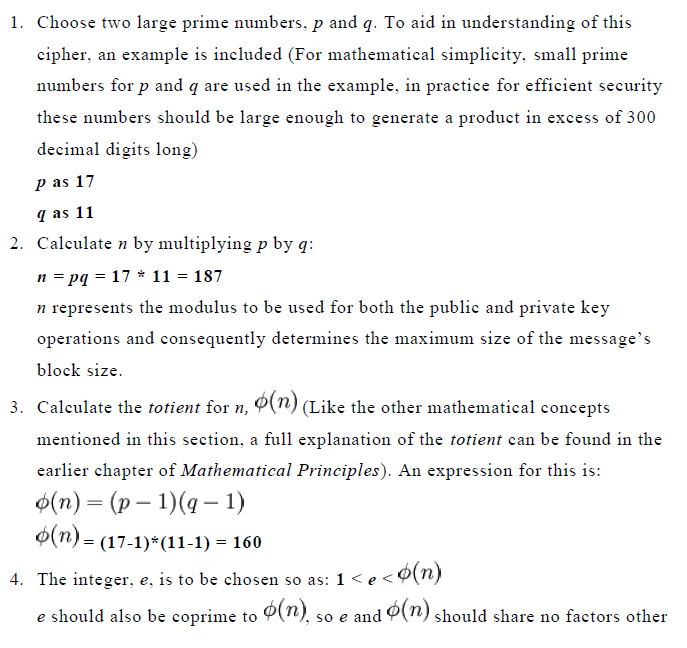 1. Choose two large prime numbers, p and q. To aid in understanding of this
cipher, an example is included (For mathematical simplicity, small prime
numbers for p and q are used in the example, in practice for efficient security
these numbers should be large enough to generate a product in excess of 300
decimal digits long)
p as 17
q as 11
2. Calculate n by multiplying p by q:
n = pq = 17 * 11 = 187
n represents the modulus to be used for both the public and private key
operations and consequently determines the maximum size of the message's
block size.
3. Calculate the totient for n, ϕ(n) (Like the other mathematical concepts
mentioned in this section, a full explanation of the totient can be found in the
earlier chapter of Mathematical Principles). An expression for this is:
ϕ(n) = (p − 1)(q − 1)
ϕ(n) = (17-1)*(11-1) = 160
4. The integer, e, is to be chosen so as: 1 < e < ϕ(n)
e should also be coprime to ϕ(n), so e and ϕ(n) should share no factors other